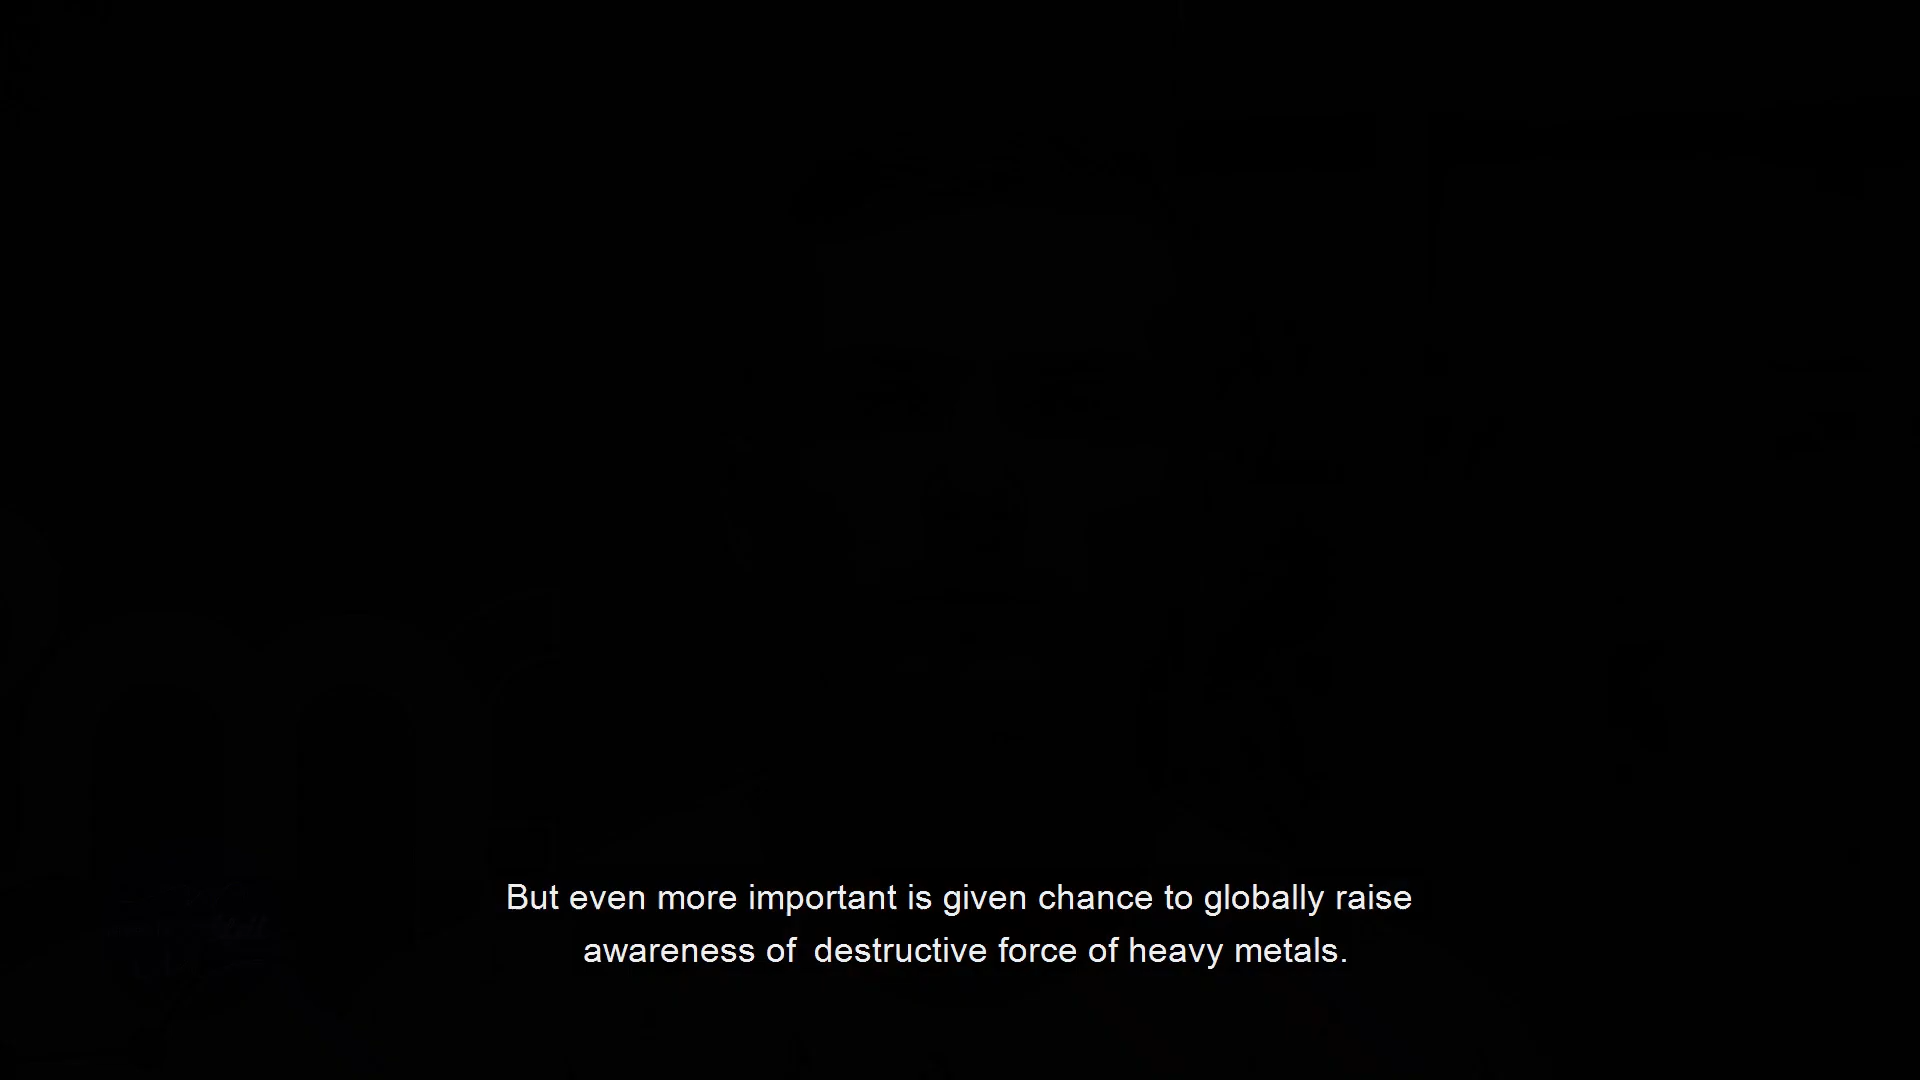 But even more important is given chance to globally raise
awareness of  destructive force of heavy metals.